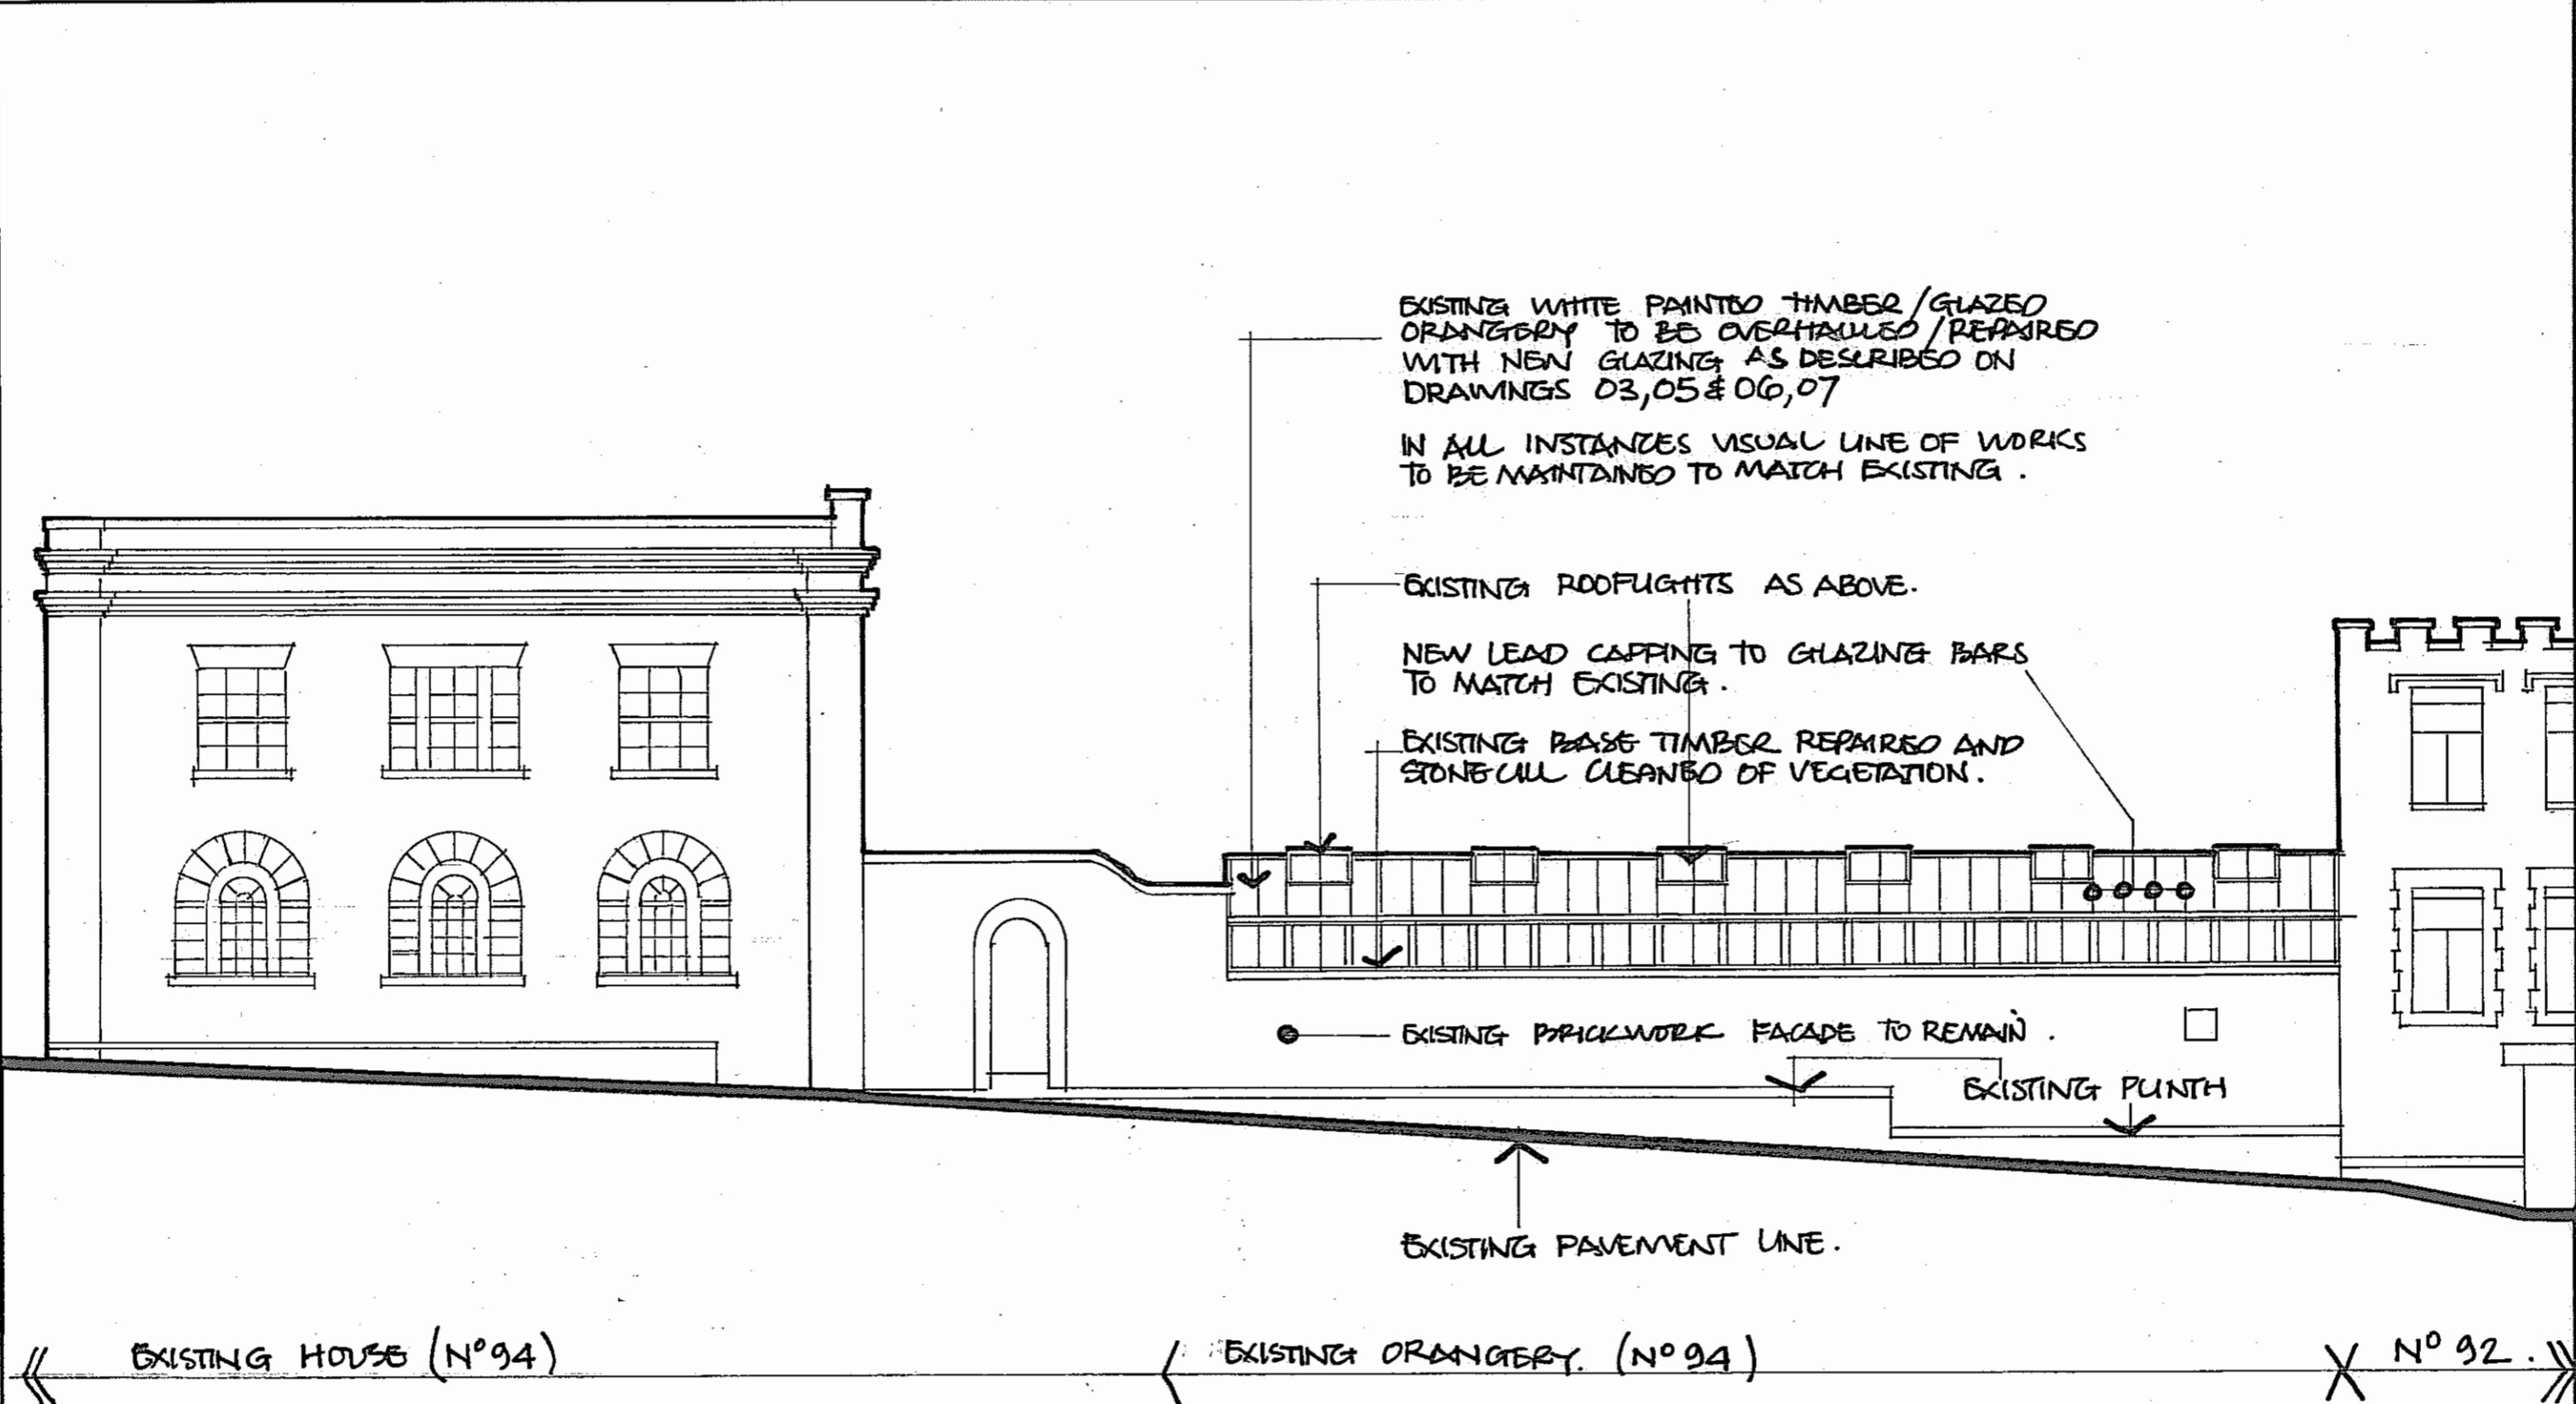 EXISTING WHITE PAINTED TIMBER/GLAZED
ORANGERY TO BE OVERHAULED/REPAIRED
WITH NEW GLAZING AS DESCRIBED ON
DRAWINGS 03,05 & 06,07
IN ALL INSTANCES VISUAL LINE OF WORKS
TO BE MAINTAINED TO MATCH EXISTING.
EXISTING ROOFLIGHTS AS ABOVE.
NEW LEAD CAPPING TO GLAZING BARS
TO MATCH EXISTING.
EXISTING BASE TIMBER REPAIRED AND
STONE CILL CLEANED OF VEGETATION.
EXISTING BRICKWORK FACADE TO REMAIN.
EXISTING PLINTH
EXISTING PAVEMENT LINE.
EXISTING HOUSE (Nº94)
EXISTING ORANGERY. (Nº94)
Nº 92.